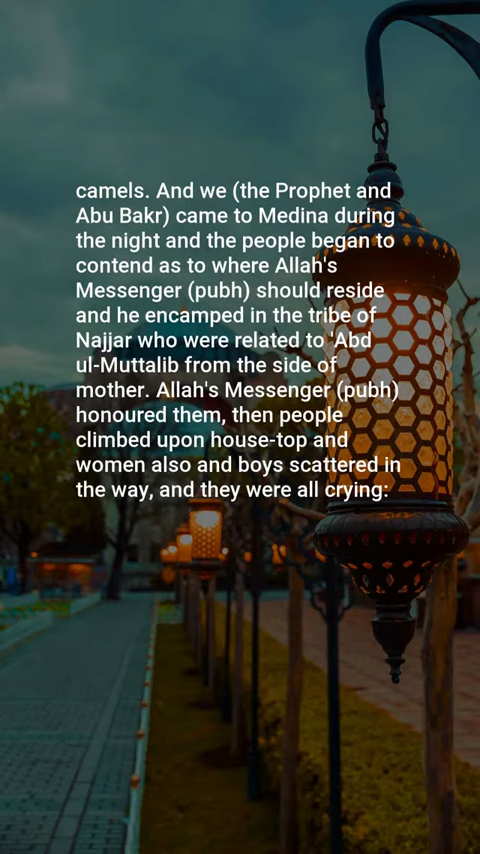 camels. And we (the Prophet and
Abu Bakr) came to Medina during
the night and the people began to
contend as to where Allah's
Messenger (pubh) should reside
and he encamped in the tribe of
Najjar who were related to 'Abd
ul-Muttalib from the side of
mother. Allah's Messenger (pubh)
honoured them, then people
climbed upon house-top and
women also and boys scattered in
the way, and they were all crying: